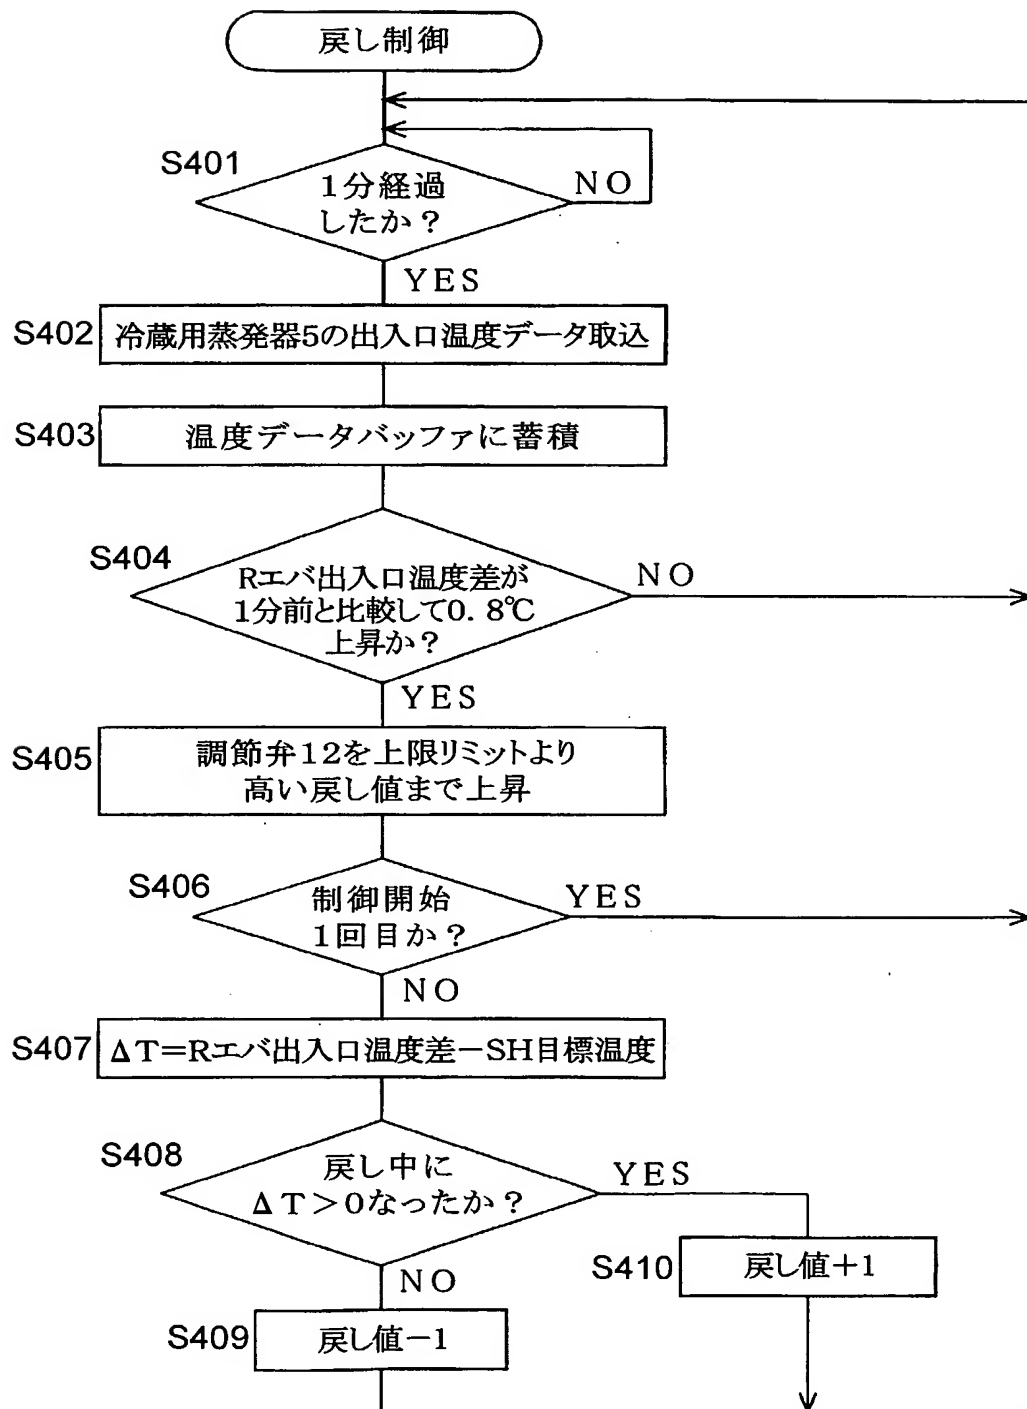 戻し制御
S401
1分経過
したか？
NO
YES
S402
冷蔵用蒸発器5の出入口温度データ取込
S403
温度データバッファに蓄積
S404
Rエバ出入口温度差が
1分前と比較して0.8℃
上昇か？
NO
YES
S405
調節弁12を上限リミットより
高い戻し値まで上昇
S406
制御開始
1回目か？
YES
NO
S407
ΔT=Rエバ出入口温度差−SH目標温度
S408
戻し中に
ΔT＞0なったか？
YES
NO
S410
戻し値＋1
S409
戻し値−1